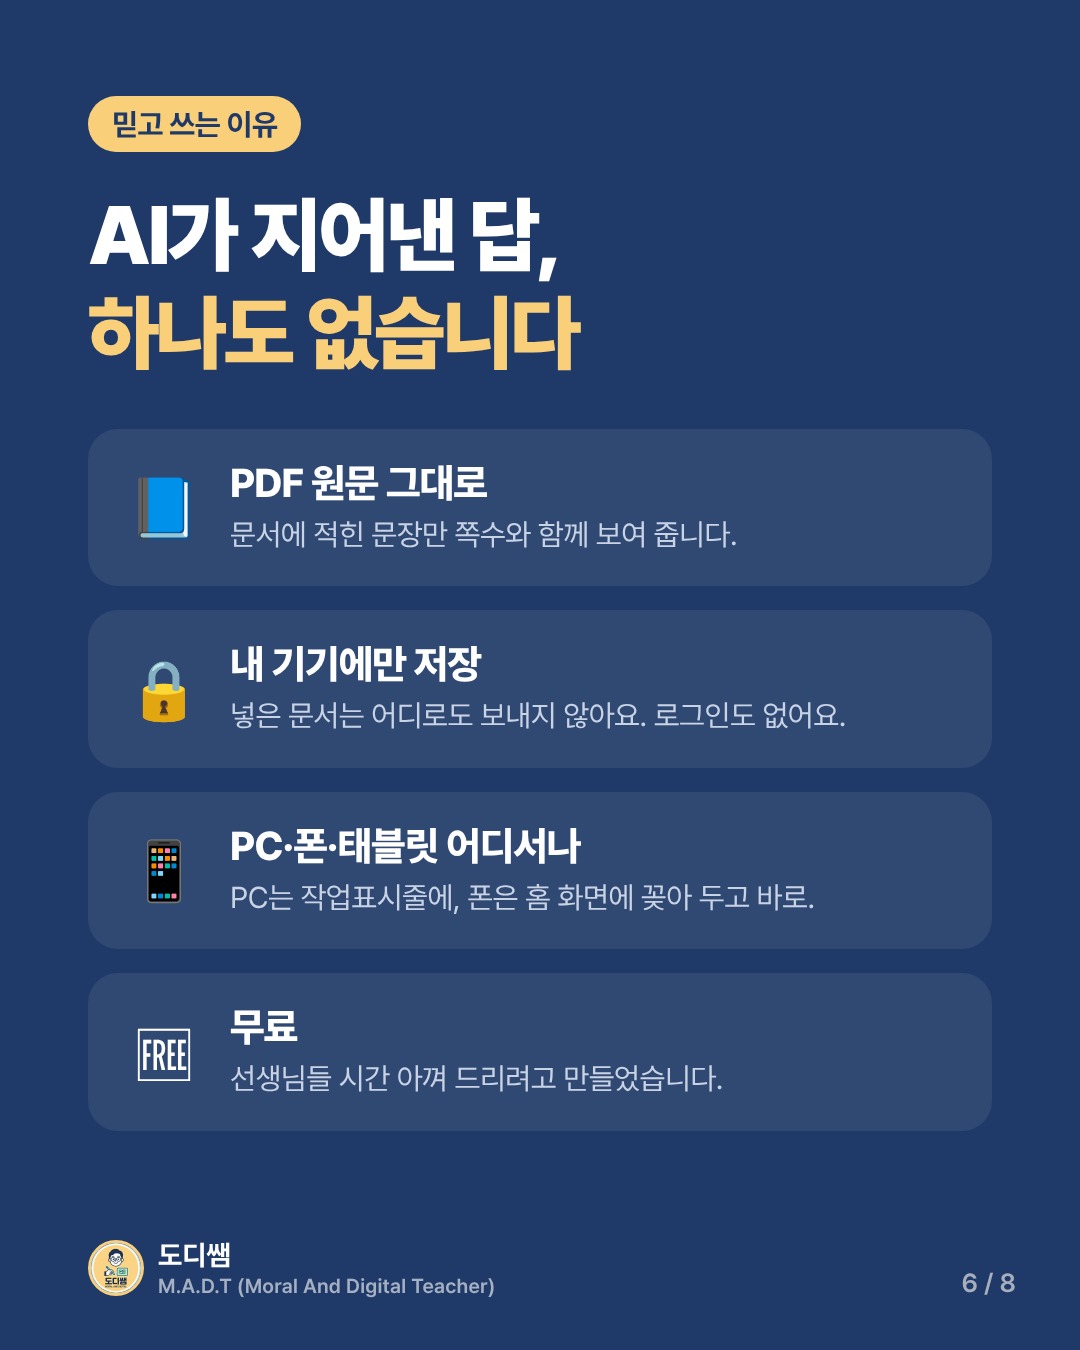 믿고 쓰는 이유
AI가 지어낸 답,
하나도 없습니다
PDF 원문 그대로
문서에 적힌 문장만 쪽수와 함께 보여 줍니다.
내 기기에만 저장
넣은 문서는 어디로도 보내지 않아요. 로그인도 없어요.
PC·폰·태블릿 어디서나
PC는 작업표시줄에, 폰은 홈 화면에 꽂아 두고 바로.
FREE
무료
선생님들 시간 아껴 드리려고 만들었습니다.
도디쌤
도디쌤
M.A.D.T (Moral And Digital Teacher)
6 / 8